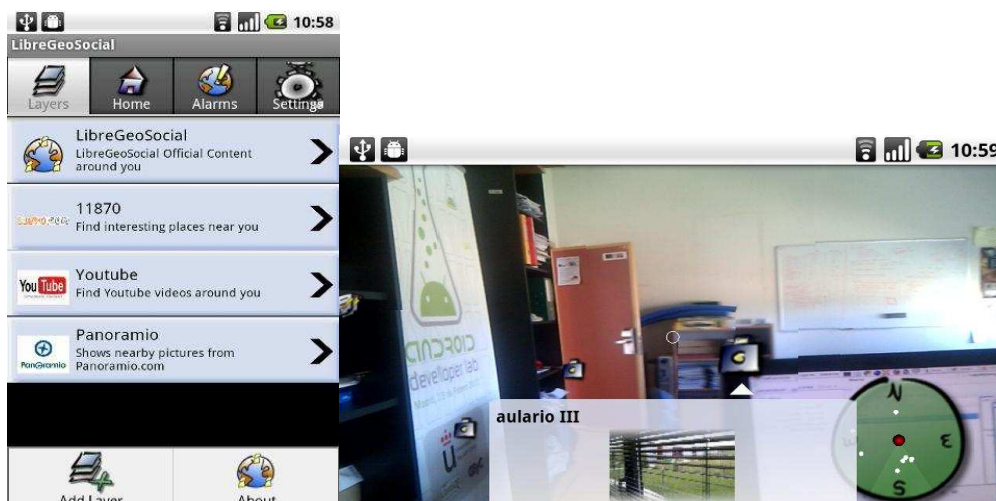 10:58
LibreGeoSocial
Layers Home Alarms Settings
LibreGeoSocial
LibreGeoSocial Official Content
around you
11870
Find interesting places near you
You Tube
Youtube
Find Youtube videos around you
Panoramio
Panoramio
Shows nearby pictures from
Panoramio.com
Add Layer About
10:59
ANDROID
developer lab
aulario III
N
E
S